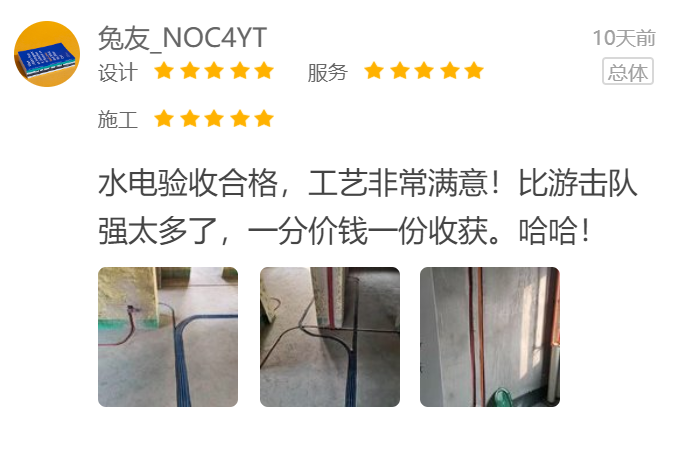 兔友_NOC4YT
10天前
设计 服务
总体
施工
水电验收合格，工艺非常满意！比游击队
强太多了，一分价钱一份收获。哈哈！